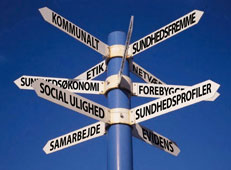 KOMMUNALT
SUNDHEDSFREMME
ETIK
SUNDHEDSØKONOMI
SOCIAL ULIGHED
SUNDHEDSPROFILER
SAMARBEJDE
EVIDENS